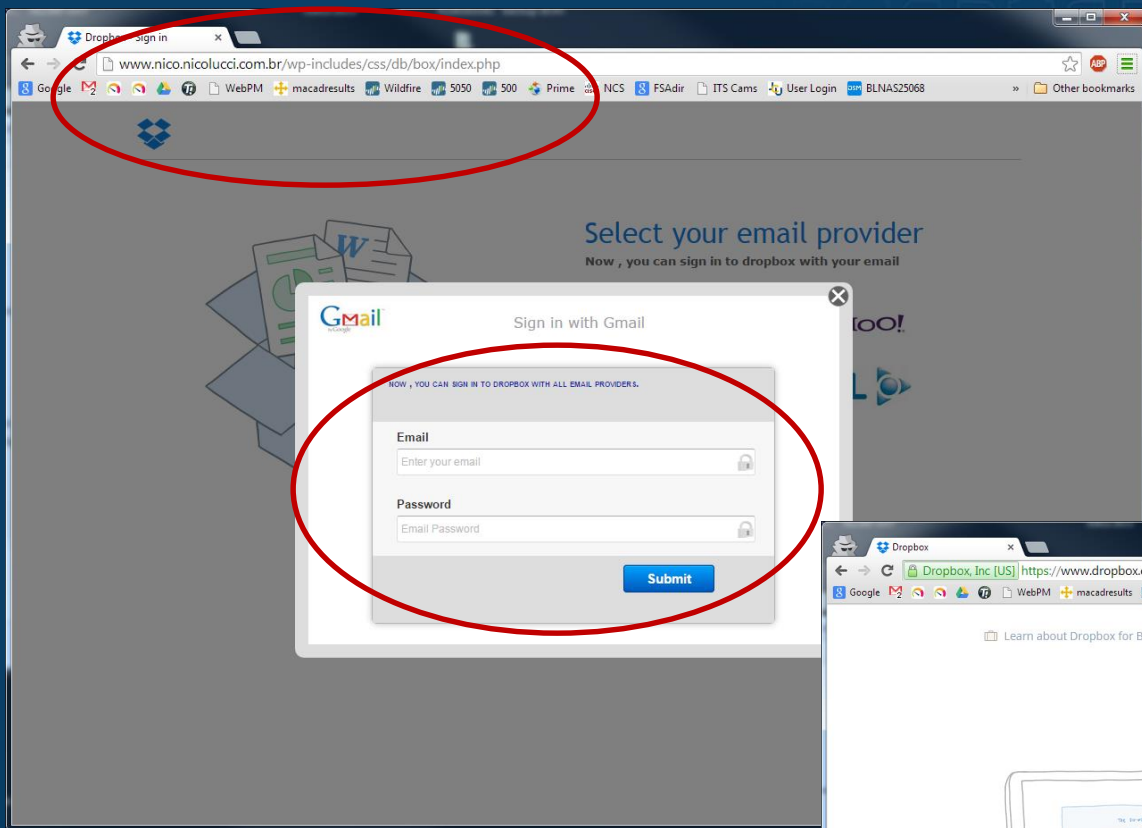 Dropbox - Sign in
www.nico.nicolucci.com.br/wp-includes/css/db/box/index.php
ABP
Google WebPM macadresults Wildfire 5050 500 Prime NCS FSAdir ITS Cams User Login BLNAS25068 » Other bookmarks
Select your email provider
Now , you can sign in to dropbox with your email
Gmail
by Google
Sign in with Gmail
OO!
L
NOW , YOU CAN SIGN IN TO DROPBOX WITH ALL EMAIL PROVIDERS.
Email
Enter your email
Password
Email Password
Submit
Dropbox
Dropbox, Inc [US] https://www.dropbox.
Google WebPM macadresults
Learn about Dropbox for B